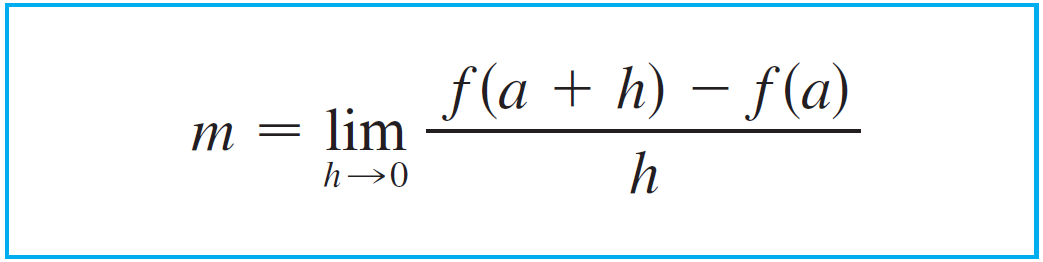 m = lim h→0 f(a + h) − f(a) / h